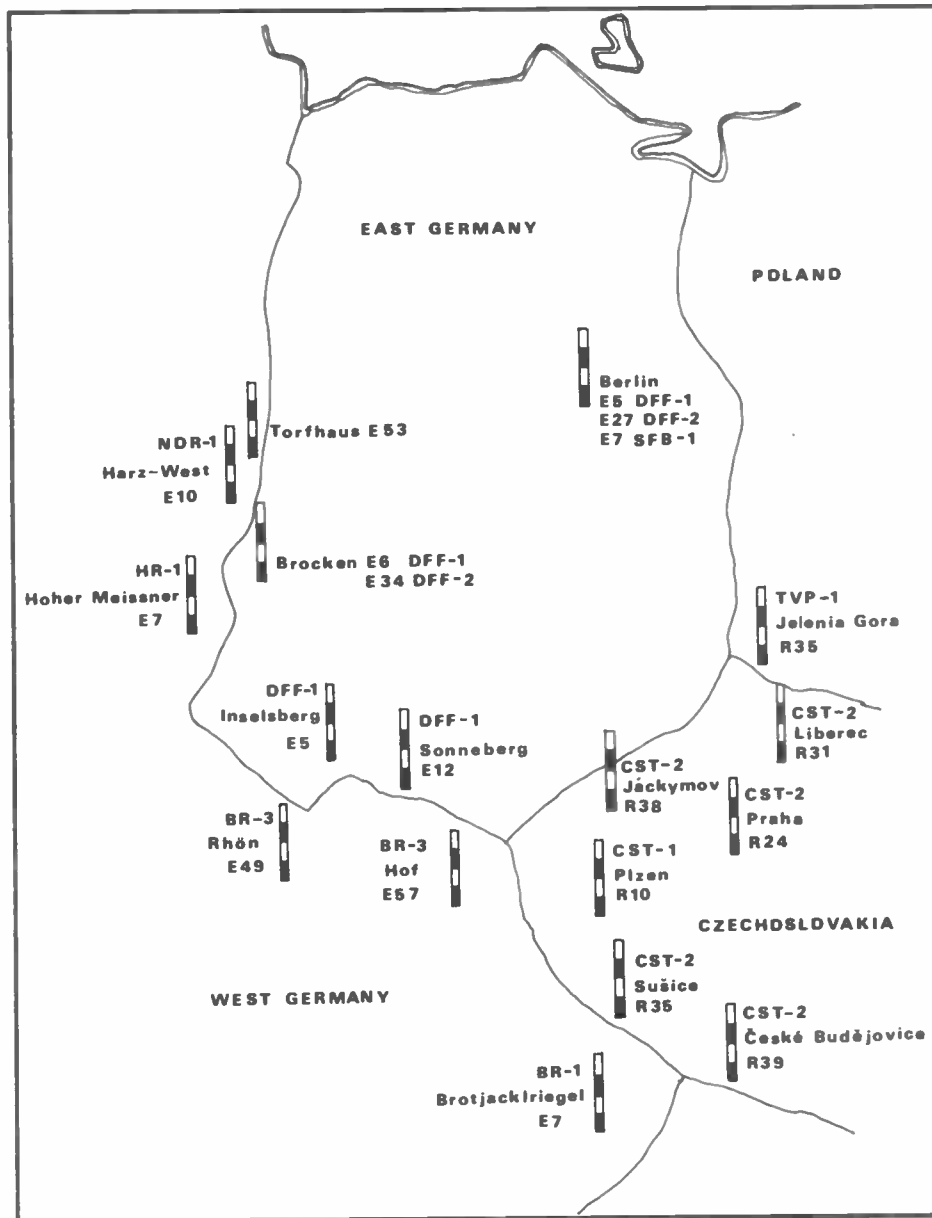 EAST GERMANY
POLAND
Berlin
E5 DFF-1
E27 DFF-2
E7 SFB-1
Torfhaus E53
NDR-1
Harz-West
E10
Brocken E6 DFF-1
E34 DFF-2
HR-1
Hoher Meissner
E7
TVP-1
Jelenia Gora
R35
DFF-1
Inselsberg
E5
DFF-1
Sonneberg
E12
CST-2
Liberec
R31
CST-2
Jáckymov
R38
CST-2
Praha
R24
BR-3
Rhön
E49
BR-3
Hof
E57
CST-1
Plzen
R10
CZECHOSLOVAKIA
CST-2
Sušice
R35
WEST GERMANY
CST-2
České Budějovice
R39
BR-1
Brotjacklriegel
E7